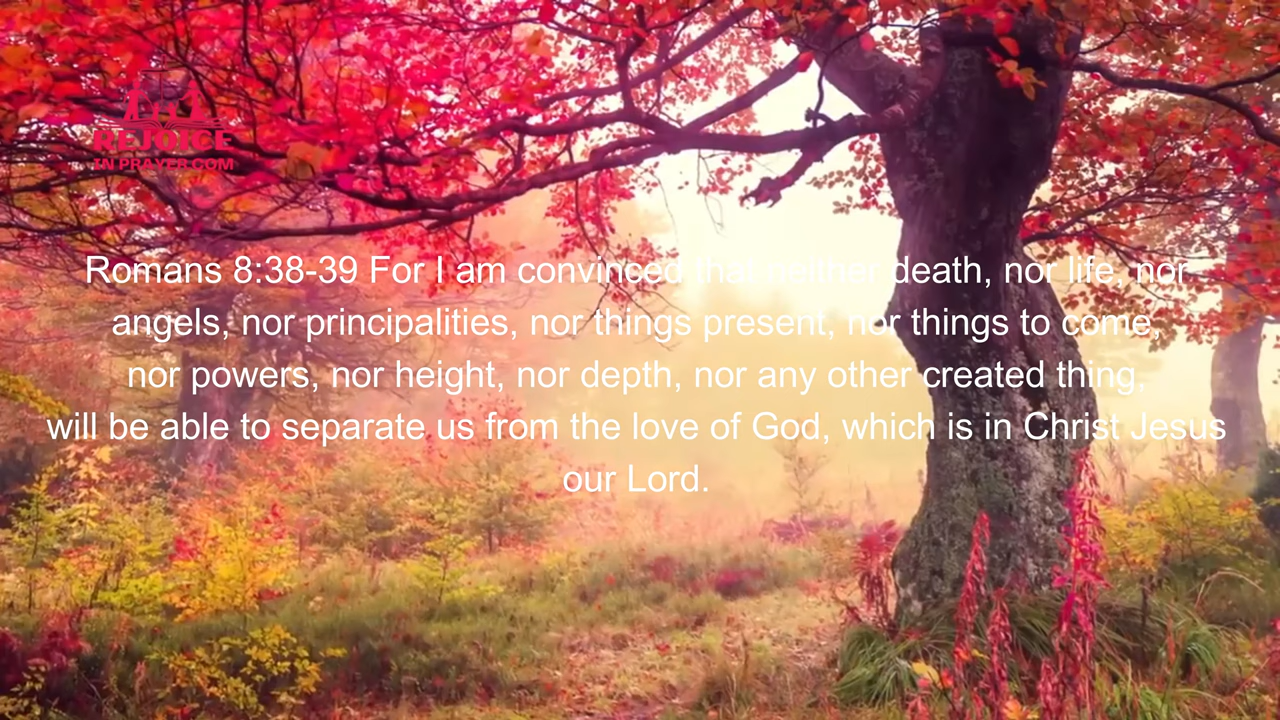 REJOICE
IN PRAYER.COM
Romans 8:38-39 For I am convinced that neither death, nor life, nor
angels, nor principalities, nor things present, nor things to come,
nor powers, nor height, nor depth, nor any other created thing,
will be able to separate us from the love of God, which is in Christ Jesus
our Lord.